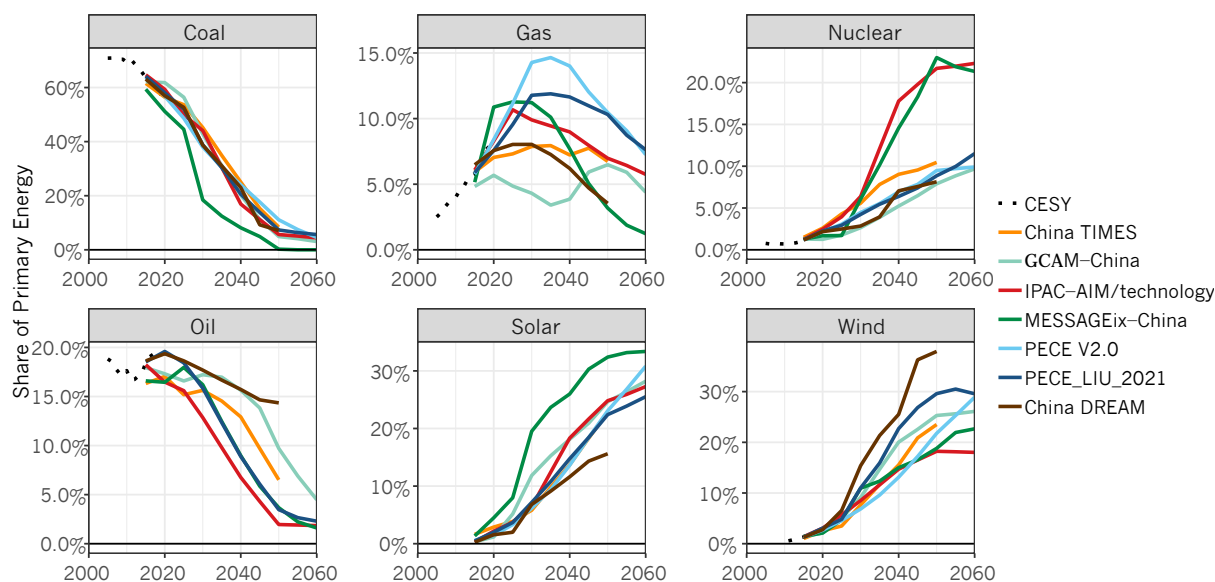 Coal
Gas
Nuclear
60%
40%
20%
0%
15.0%
10.0%
5.0%
0.0%
20.0%
15.0%
10.0%
5.0%
0.0%
2000 2020 2040 2060
2000 2020 2040 2060
2000 2020 2040 2060
Share of Primary Energy
Oil
Solar
Wind
20.0%
15.0%
10.0%
5.0%
0.0%
30%
20%
10%
0%
30%
20%
10%
0%
2000 2020 2040 2060
2000 2020 2040 2060
2000 2020 2040 2060
CESY
China TIMES
GCAM–China
IPAC–AIM/technology
MESSAGEix–China
PECE V2.0
PECE_LIU_2021
China DREAM